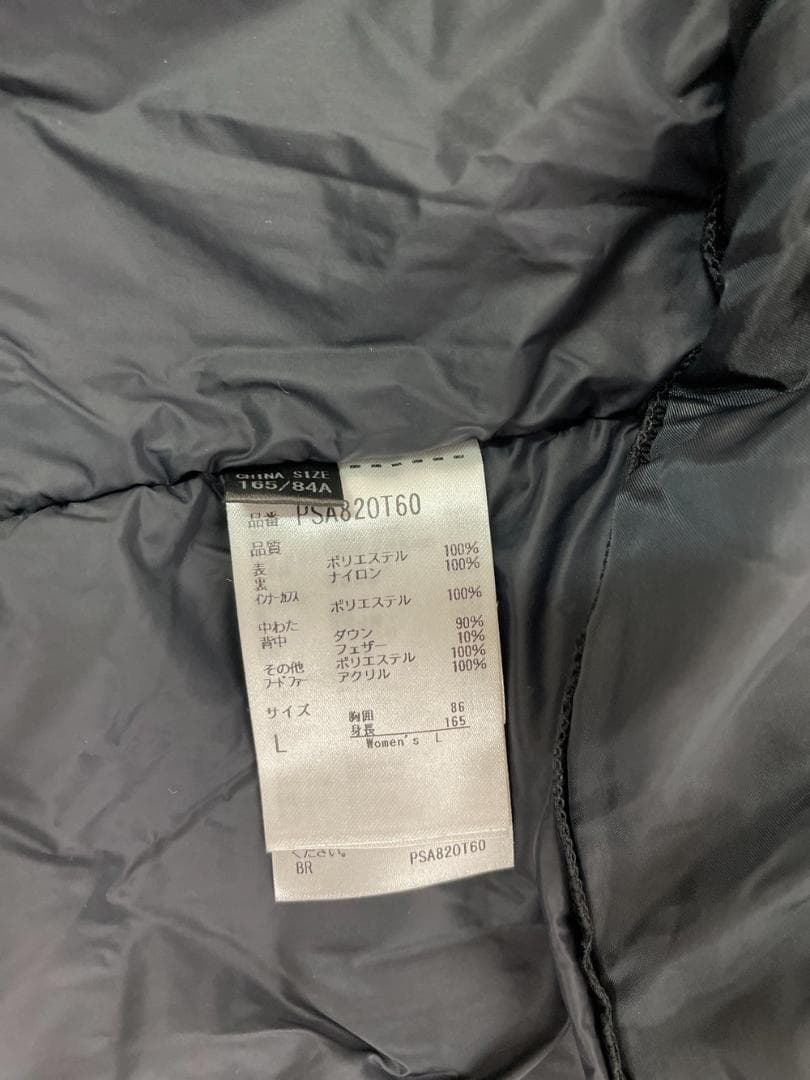 CHINA SIZE
165/84A
品番 PSA820T60
品質
表 ポリエステル 100%
裏 ナイロン 100%
インナーカフス ポリエステル 100%
中わた ダウン 90%
背中 フェザー 10%
その他 ポリエステル 100%
フードファー アクリル 100%
サイズ 胸囲 86
L 身長 165
Women's L
ください。
BR PSA820T60